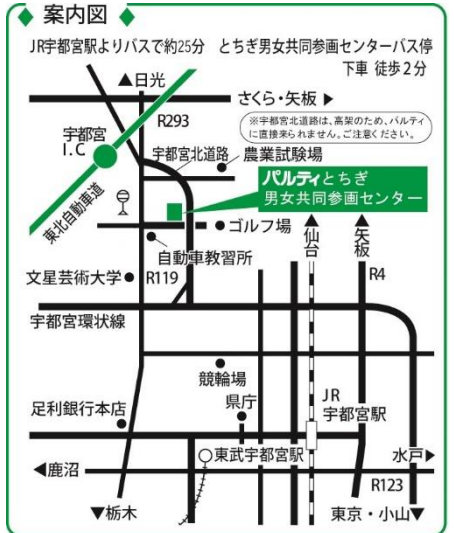 案内図
JR宇都宮駅よりバスで約25分　とちぎ男女共同参画センターバス停
下車 徒歩2分
▲日光
さくら・矢板 ▶
R293
※宇都宮北道路は、高架のため、パルティ
に直接来られません。ご注意ください。
宇都宮
I.C
宇都宮北道路
農業試験場
東北自動車道
パルティとちぎ
男女共同参画センター
ゴルフ場
▲仙台
▲矢板
自動車教習所
文星芸術大学
R119
R4
宇都宮環状線
競輪場
県庁
JR
宇都宮駅
足利銀行本店
東武宇都宮駅
水戸▶
◀鹿沼
R123
▼栃木
東京・小山▼